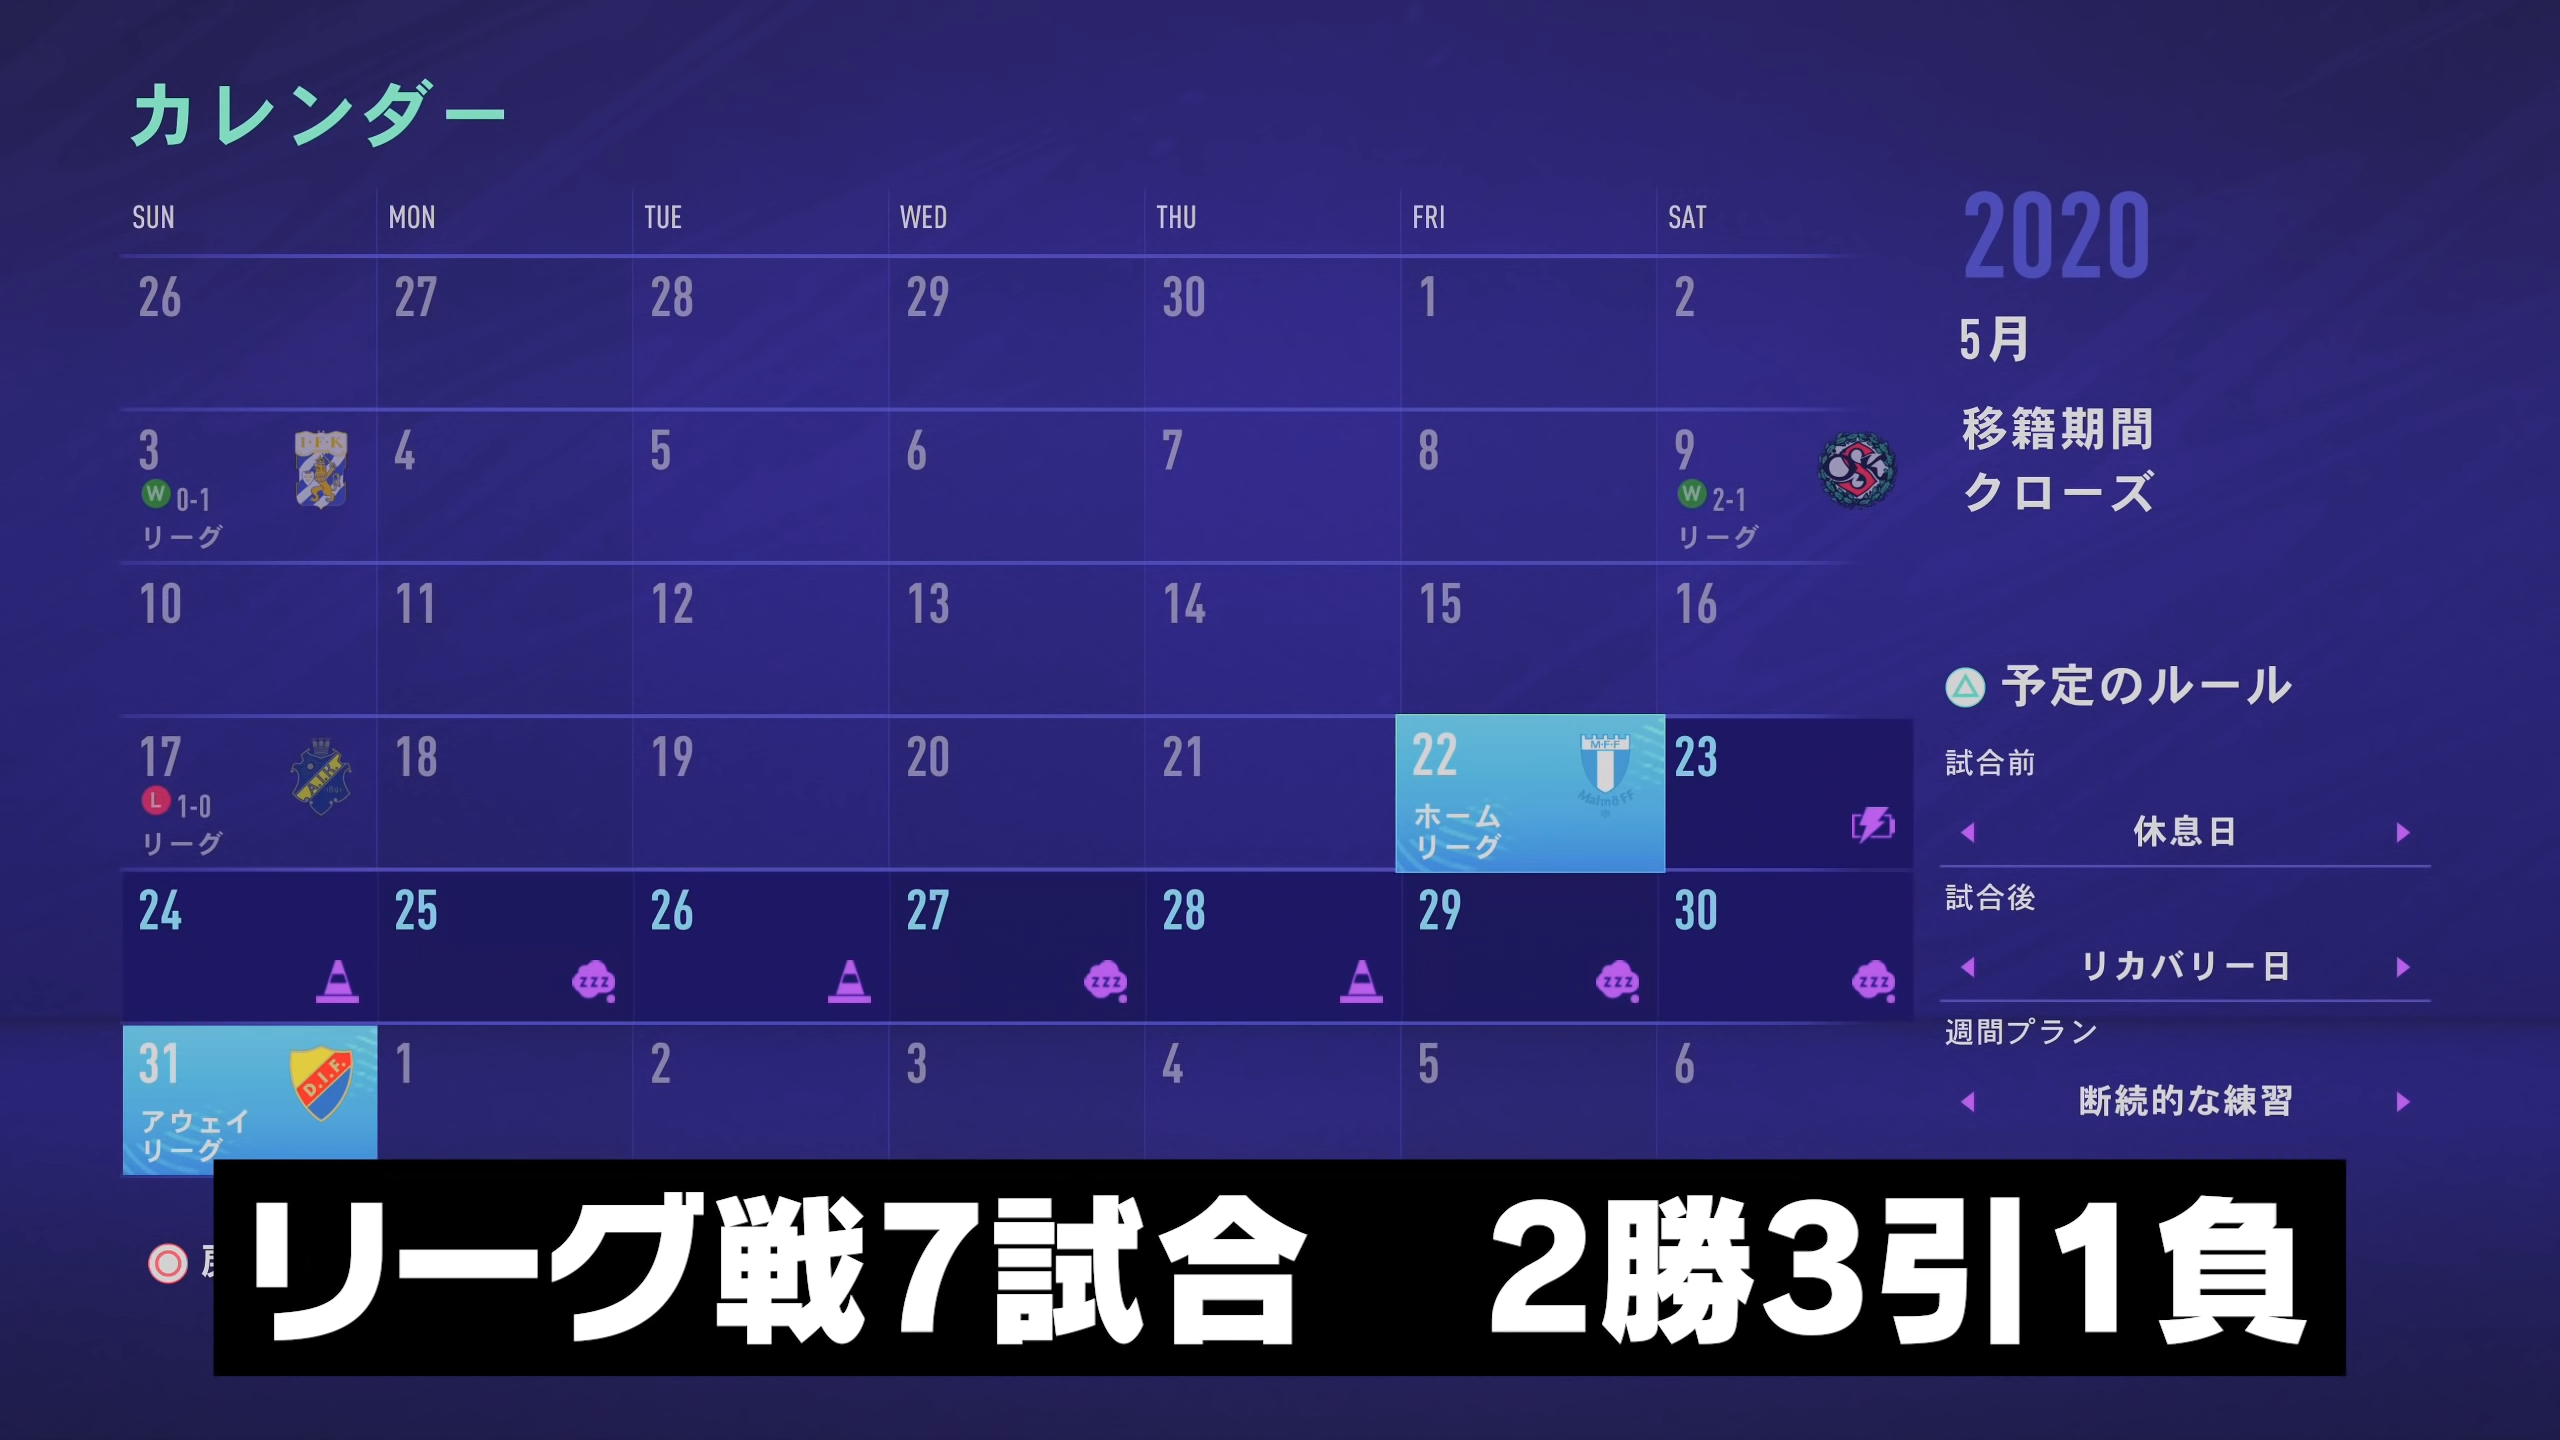 カレンダー
SUN MON TUE WED THU FRI SAT
2020
5月
移籍期間
クローズ
26 27 28 29 30 1 2
3 4 5 6 7 8 9
I·F·K
W 0-1
リーグ
W 2-1
リーグ
10 11 12 13 14 15 16
17 18 19 20 21 22 23
A.I.K.
L 1-0
リーグ
M·F·F
Malmö FF
ホーム
リーグ
24 25 26 27 28 29 30
zzz zzz zzz zzz
31 1 2 3 4 5 6
D.I.F.
アウェイ
リーグ
予定のルール
試合前
休息日
試合後
リカバリー日
週間プラン
断続的な練習
リーグ戦7試合 2勝3引1負